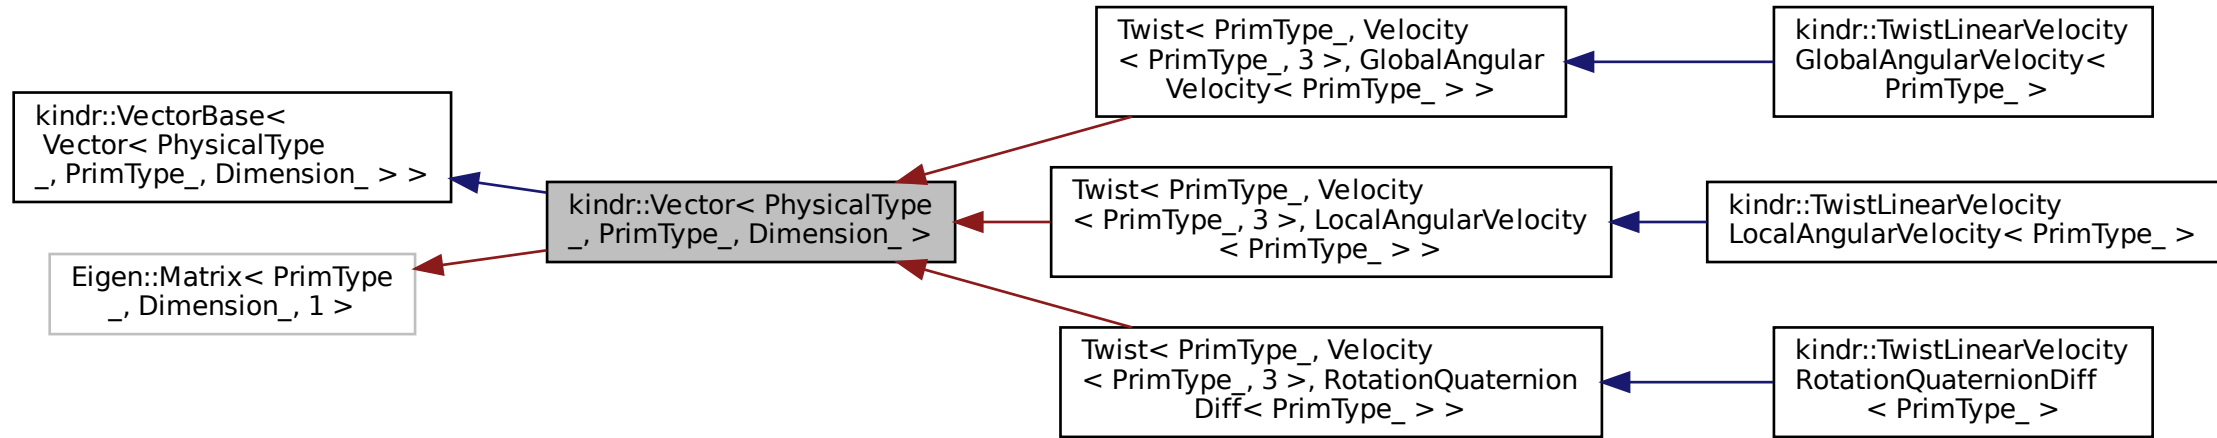 kindr::VectorBase<
Vector< PhysicalType
_, PrimType_, Dimension_ > >
Eigen::Matrix< PrimType
_, Dimension_, 1 >
kindr::Vector< PhysicalType
_, PrimType_, Dimension_ >
Twist< PrimType_, Velocity
< PrimType_, 3 >, GlobalAngular
Velocity< PrimType_ > >
Twist< PrimType_, Velocity
< PrimType_, 3 >, LocalAngularVelocity
< PrimType_ > >
Twist< PrimType_, Velocity
< PrimType_, 3 >, RotationQuaternion
Diff< PrimType_ > >
kindr::TwistLinearVelocity
GlobalAngularVelocity<
PrimType_ >
kindr::TwistLinearVelocity
LocalAngularVelocity< PrimType_ >
kindr::TwistLinearVelocity
RotationQuaternionDiff
< PrimType_ >